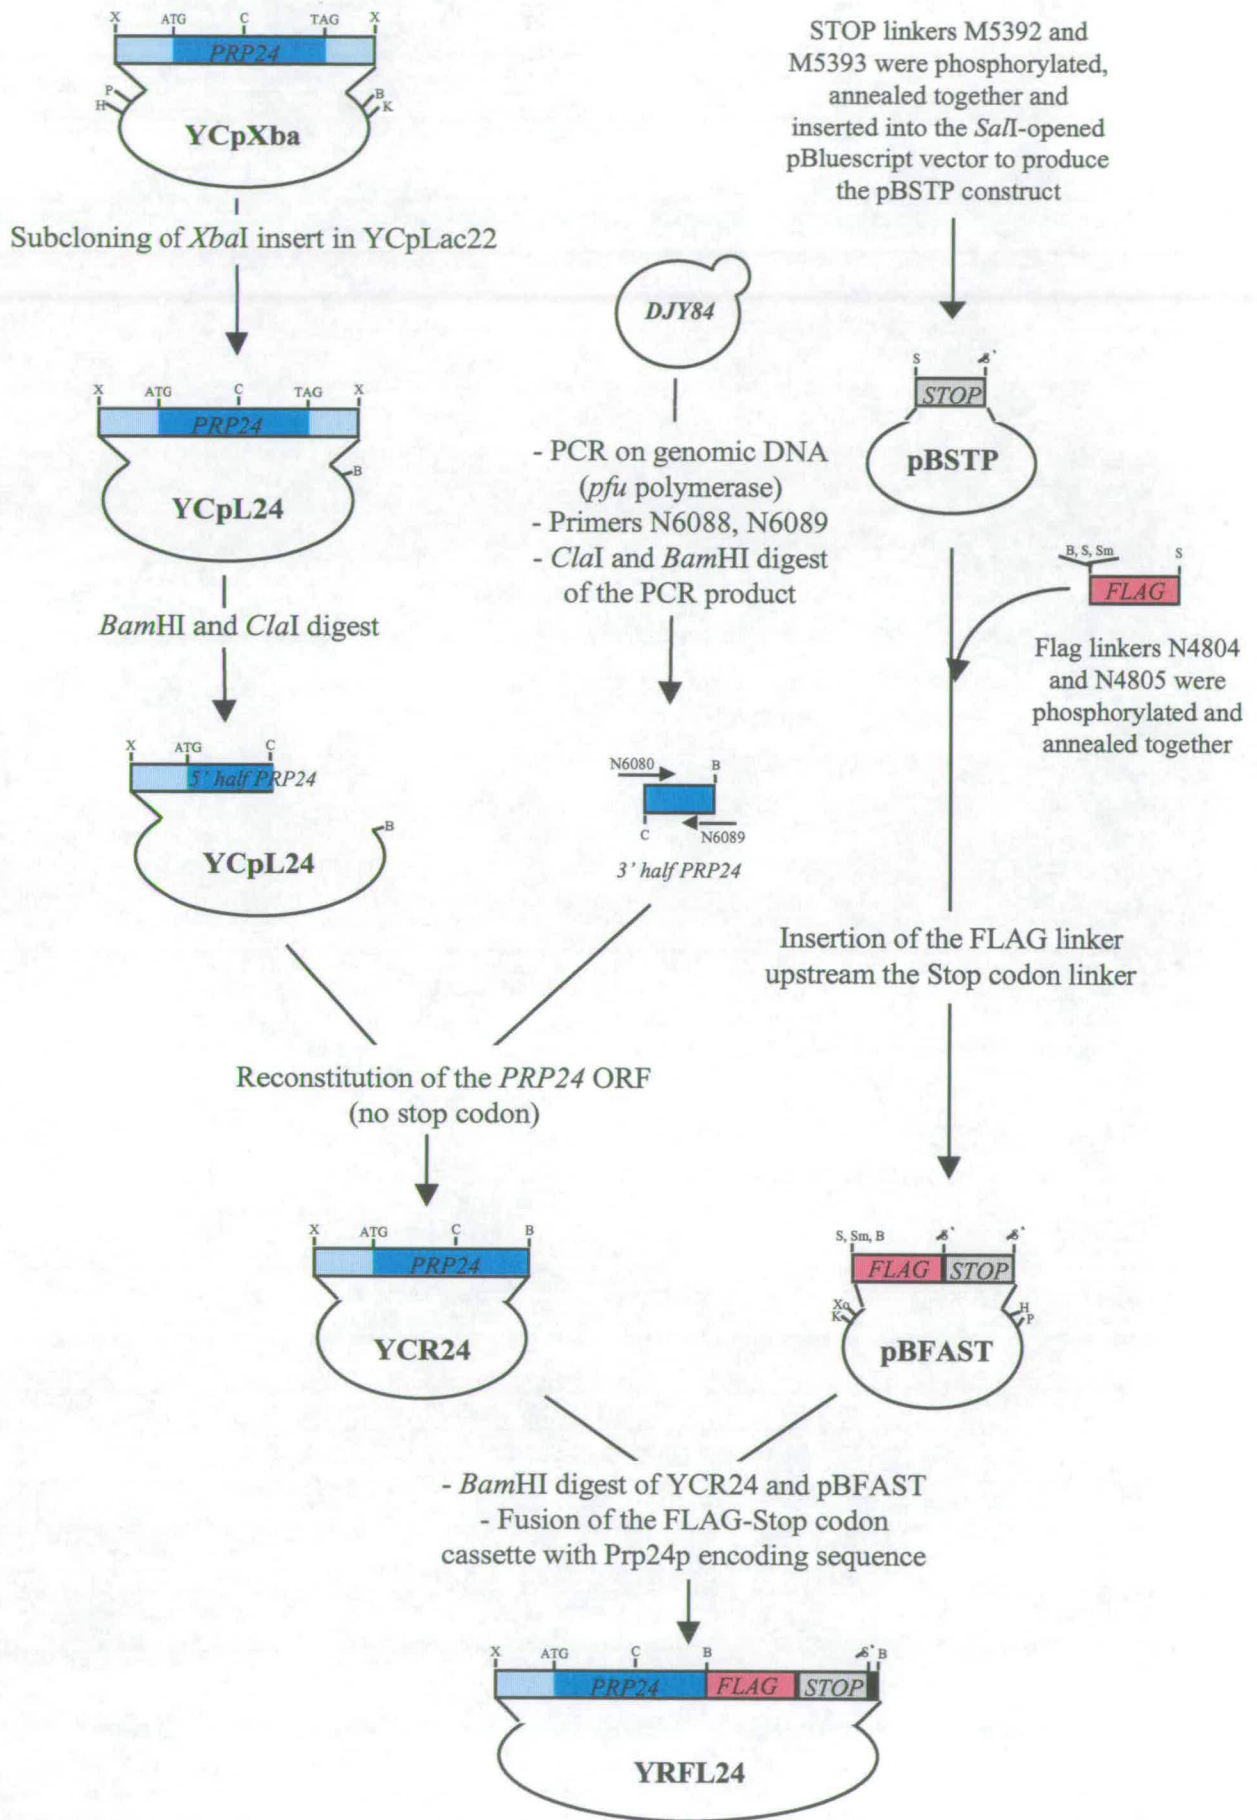 X ATG C TAG X
PRP24
P
H
B
K
YCpXba
Subcloning of XbaI insert in YCpLac22
X ATG C TAG X
PRP24
B
YCpL24
BamHI and ClaI digest
X ATG C
5' half PRP24
B
YCpL24
DJY84
- PCR on genomic DNA
(pfu polymerase)
- Primers N6088, N6089
- ClaI and BamHI digest
of the PCR product
N6080
B
C
N6089
3' half PRP24
STOP linkers M5392 and
M5393 were phosphorylated,
annealed together and
inserted into the SalI-opened
pBluescript vector to produce
the pBSTP construct
S S`
STOP
pBSTP
B, S, Sm S
FLAG
Flag linkers N4804
and N4805 were
phosphorylated and
annealed together
Insertion of the FLAG linker
upstream the Stop codon linker
Reconstitution of the PRP24 ORF
(no stop codon)
X ATG C B
PRP24
YCR24
S, Sm, B S` S`
FLAG STOP
Xo
K
H
P
pBFAST
- BamHI digest of YCR24 and pBFAST
- Fusion of the FLAG-Stop codon
cassette with Prp24p encoding sequence
X ATG C B S` B
PRP24 FLAG STOP
YRFL24